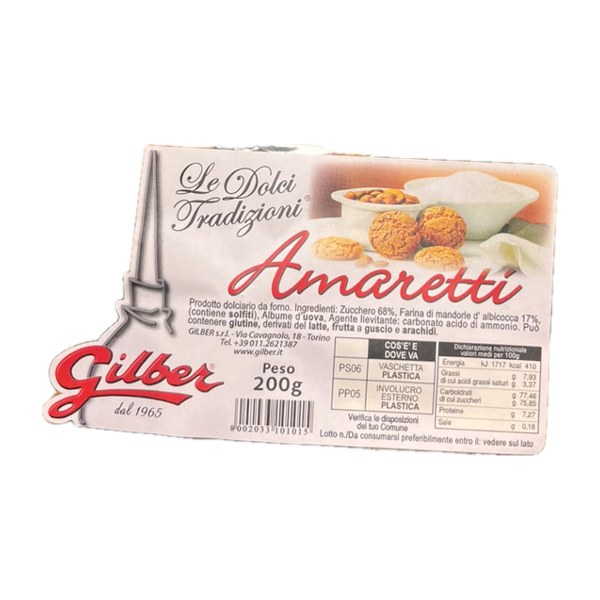 Le Dolci
Tradizioni®
Amaretti
Prodotto dolciario da forno. Ingredienti: Zucchero 68%, Farina di mandorle d' albicocca 17%,
(contiene solfiti), Albume d'uova, Agente lievitante: carbonato acido di ammonio. Può
contenere glutine, derivati del latte, frutta a guscio e arachidi.
GILBER s.r.l. - Via Cavagnolo, 18 - Torino
Tel. +39 011.2621387
www.gilber.it
Gilber®
dal 1965
Peso
200g
8 002033 101015
COS'E' E
DOVE VA
PS06 VASCHETTA
PLASTICA
PP05 INVOLUCRO
ESTERNO
PLASTICA
Verifica le disposizioni
del tuo Comune
Dichiarazione nutrizionale
valori medi per 100g
Energia kJ 1717 kcal 410
Grassi g 7,93
di cui acidi grassi saturi g 3,37
Carboidrati g 77,46
di cui zuccheri g 75,85
Proteine g 7,27
Sale g 0,18
Lotto n./Da consumarsi preferibilmente entro il: vedere sul lato